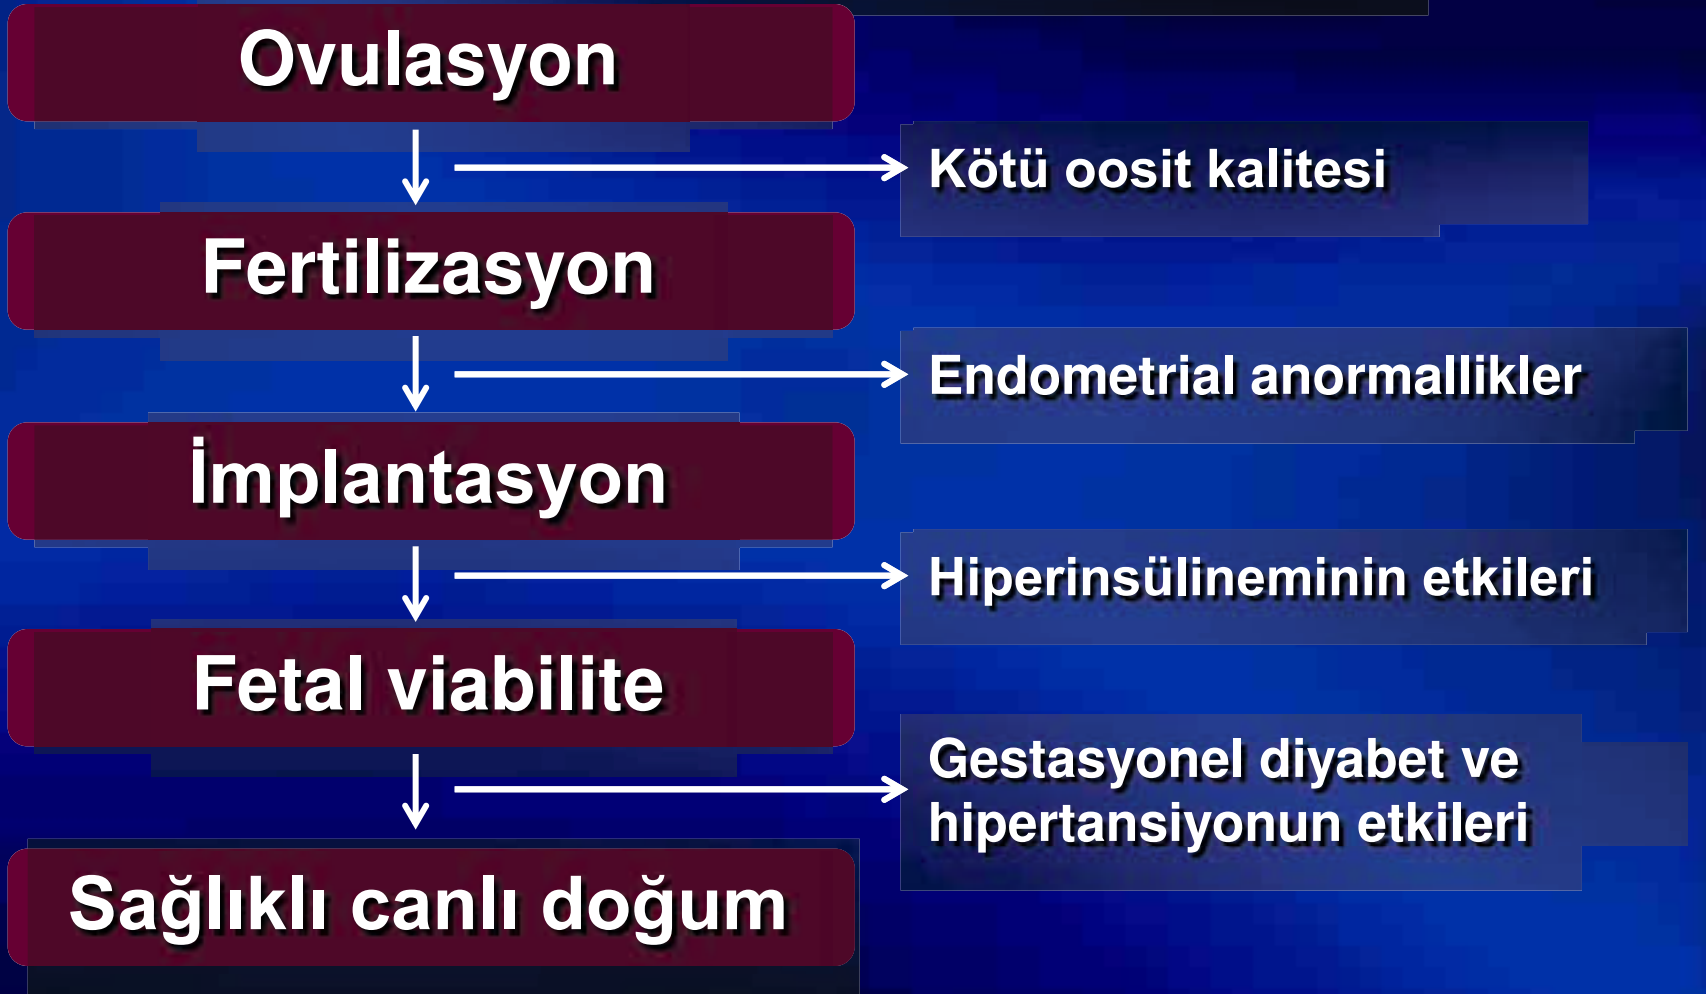 Ovulasyon
Kötü oosit kalitesi
Fertilizasyon
Endometrial anormallikler
İmplantasyon
Hiperinsülineminin etkileri
Fetal viabilite
Gestasyonel diyabet ve
hipertansiyonun etkileri
Sağlıklı canlı doğum